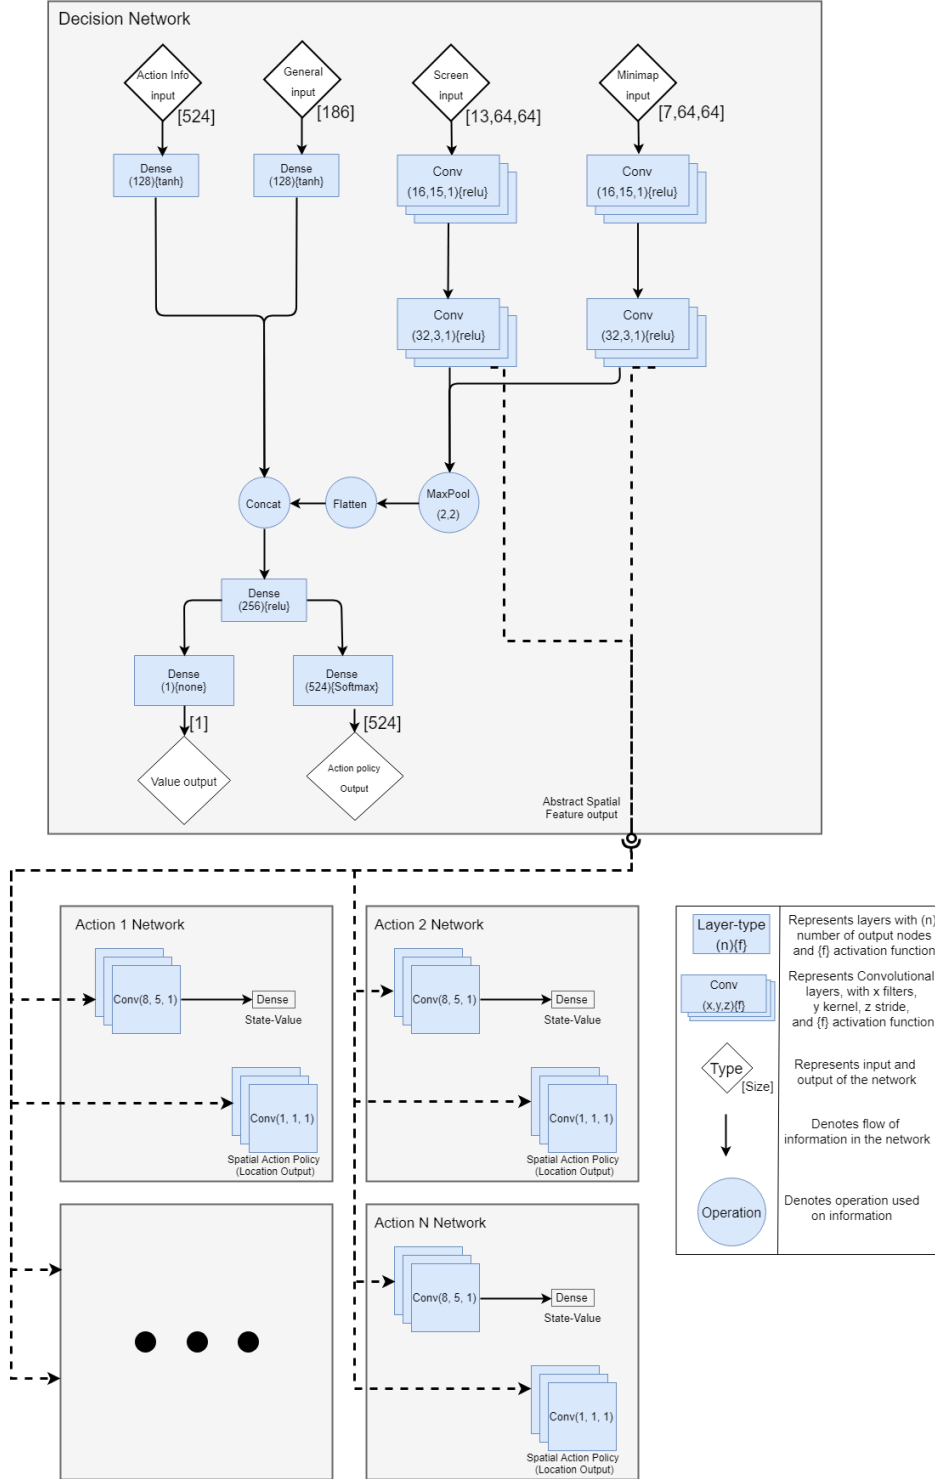 Decision Network
Action Info
input
[524]
General
input
[186]
Screen
input
[13,64,64]
Minimap
input
[7,64,64]
Dense
(128){tanh}
Dense
(128){tanh}
Conv
(16,15,1){relu}
Conv
(16,15,1){relu}
Conv
(32,3,1){relu}
Conv
(32,3,1){relu}
Concat
Flatten
MaxPool
(2,2)
Dense
(256){relu}
Dense
(1){none}
Dense
(524){Softmax}
[1]
[524]
Value output
Action policy
Output
Abstract Spatial
Feature output
Action 1 Network
Conv(8, 5, 1)
Dense
State-Value
Conv(1, 1, 1)
Spatial Action Policy
(Location Output)
Action 2 Network
Conv(8, 5, 1)
Dense
State-Value
Conv(1, 1, 1)
Spatial Action Policy
(Location Output)
Action N Network
Conv(8, 5, 1)
Dense
State-Value
Conv(1, 1, 1)
Spatial Action Policy
(Location Output)
Layer-type
(n){f}
Represents layers with (n)
number of output nodes
and {f} activation function
Conv
(x,y,z){f}
Represents Convolutional
layers, with x filters,
y kernel, z stride,
and {f} activation function
Type
[Size]
Represents input and
output of the network
Denotes flow of
information in the network
Operation
Denotes operation used
on information